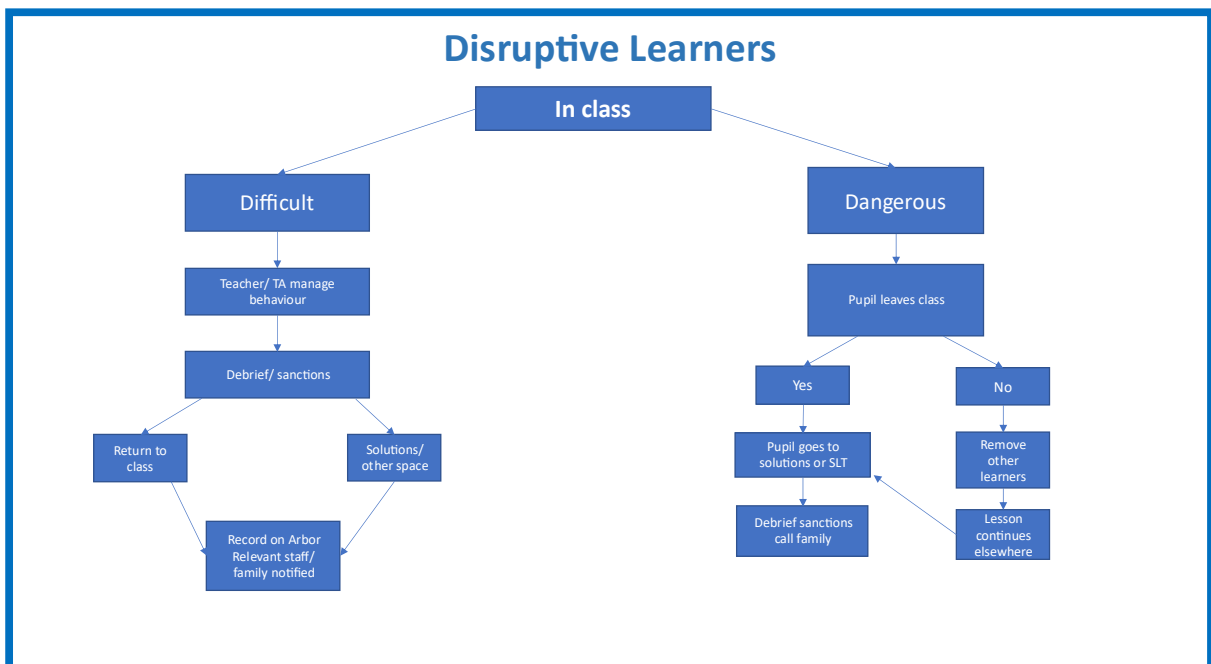 Disruptive Learners
In class
Difficult
Dangerous
Teacher/ TA manage
behaviour
Pupil leaves class
Debrief/ sanctions
Yes
No
Return to
class
Solutions/
other space
Pupil goes to
solutions or SLT
Remove
other
learners
Record on Arbor
Relevant staff/
family notified
Debrief sanctions
call family
Lesson
continues
elsewhere